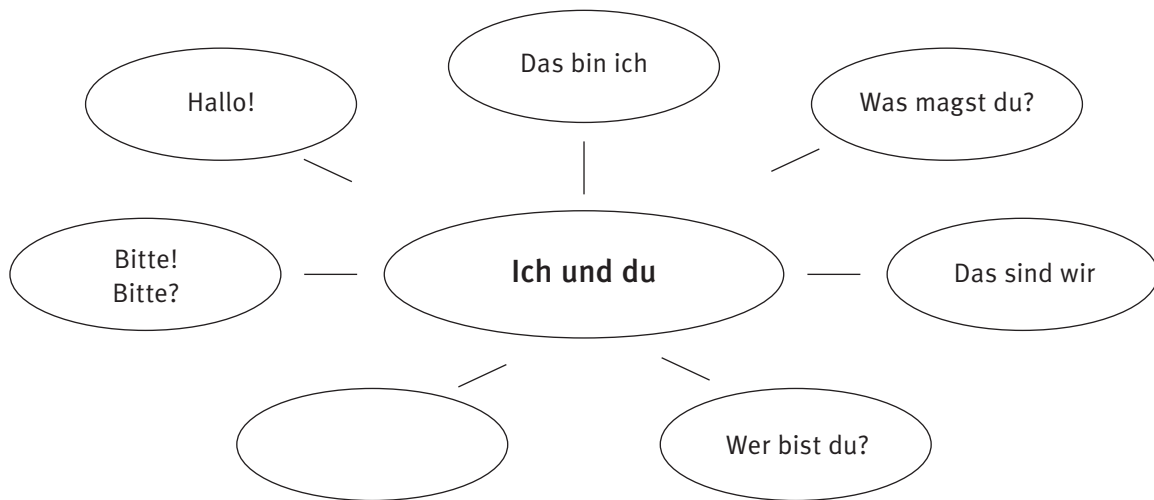 Das bin ich
Hallo!
Was magst du?
Bitte!
Bitte?
Ich und du
Das sind wir
Wer bist du?